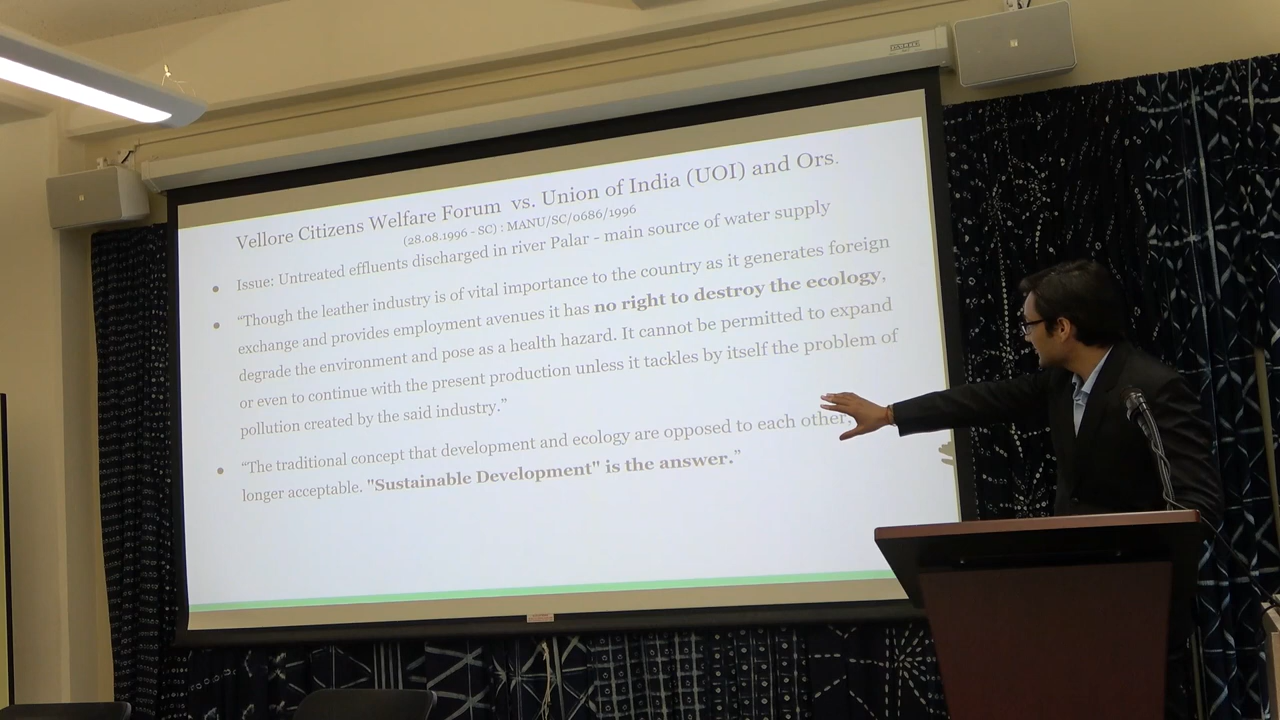 Vellore Citizens Welfare Forum vs. Union of India (UOI) and Ors.
(28.08.1996 - SC) : MANU/SC/0686/1996
• Issue: Untreated effluents discharged in river Palar - main source of water supply
• “Though the leather industry is of vital importance to the country as it generates foreign
exchange and provides employment avenues it has no right to destroy the ecology,
degrade the environment and pose as a health hazard. It cannot be permitted to expand
or even to continue with the present production unless it tackles by itself the problem of
pollution created by the said industry.”
• “The traditional concept that development and ecology are opposed to each other,
longer acceptable. "Sustainable Development" is the answer.”